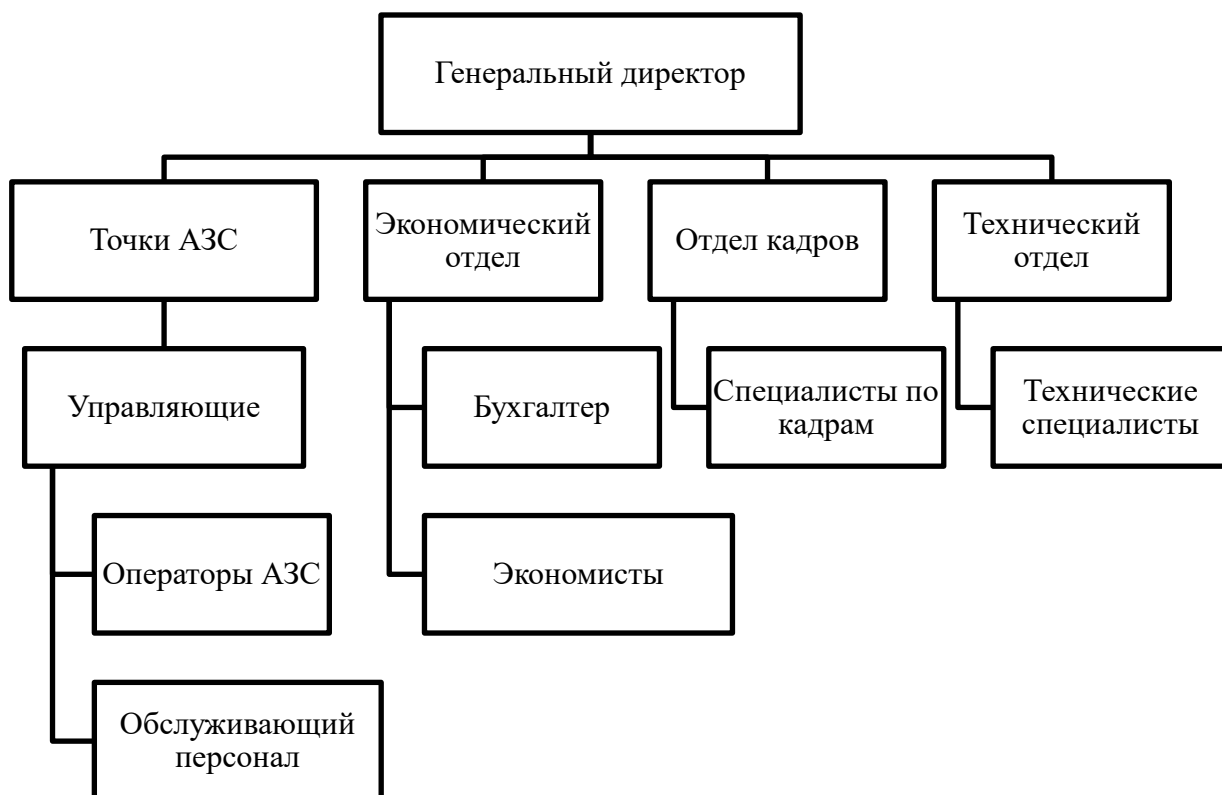 Генеральный директор
Точки АЗС
Экономический
отдел
Отдел кадров
Технический
отдел
Управляющие
Бухгалтер
Специалисты по
кадрам
Технические
специалисты
Операторы АЗС
Экономисты
Обслуживающий
персонал